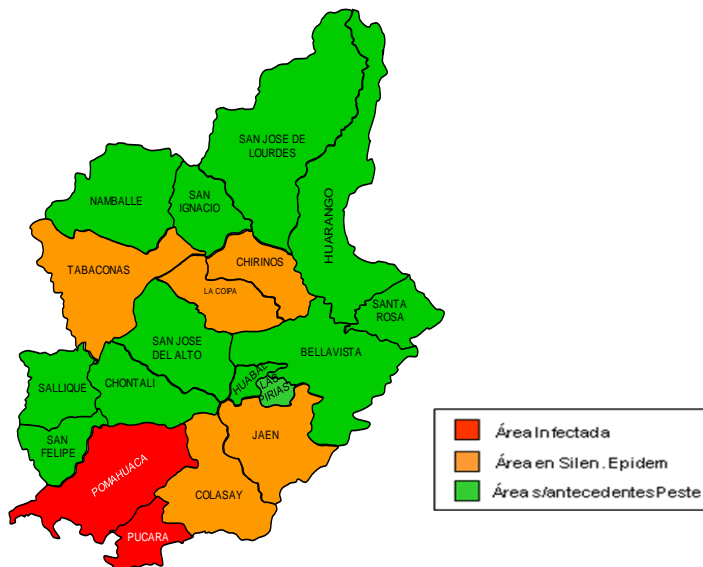 SAN JOSE DE
LOURDES
NAMBALLE
SAN
IGNACIO
HUARANGO
TABACONAS
CHIRINOS
LA COIPA
SANTA
ROSA
SAN JOSE
DEL ALTO
BELLAVISTA
SALLIQUE
CHONTALI
HUABAL
LAS
PIRIAS
SAN
FELIPE
JAEN
POMAHUACA
COLASAY
PUCARA
Área Infectada
Área en Silen. Epidem
Área s/antecedentes Peste